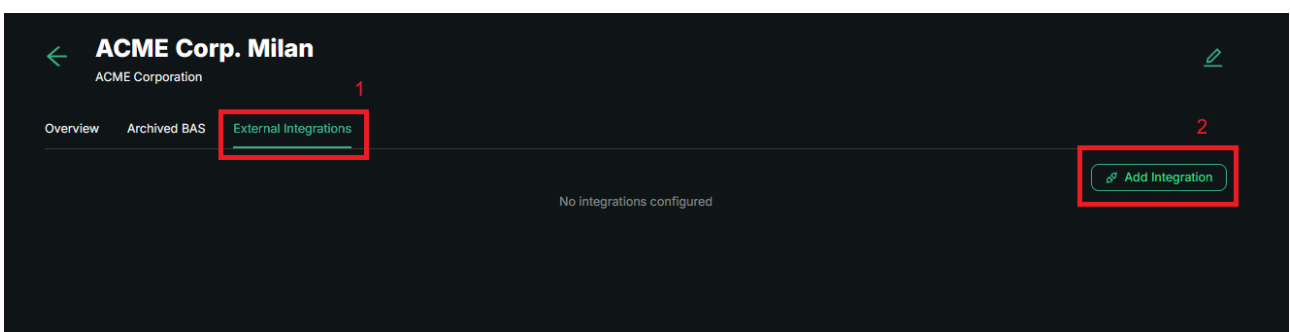 ACME Corp. Milan
ACME Corporation
1
Overview Archived BAS External Integrations
2
Add Integration
No integrations configured